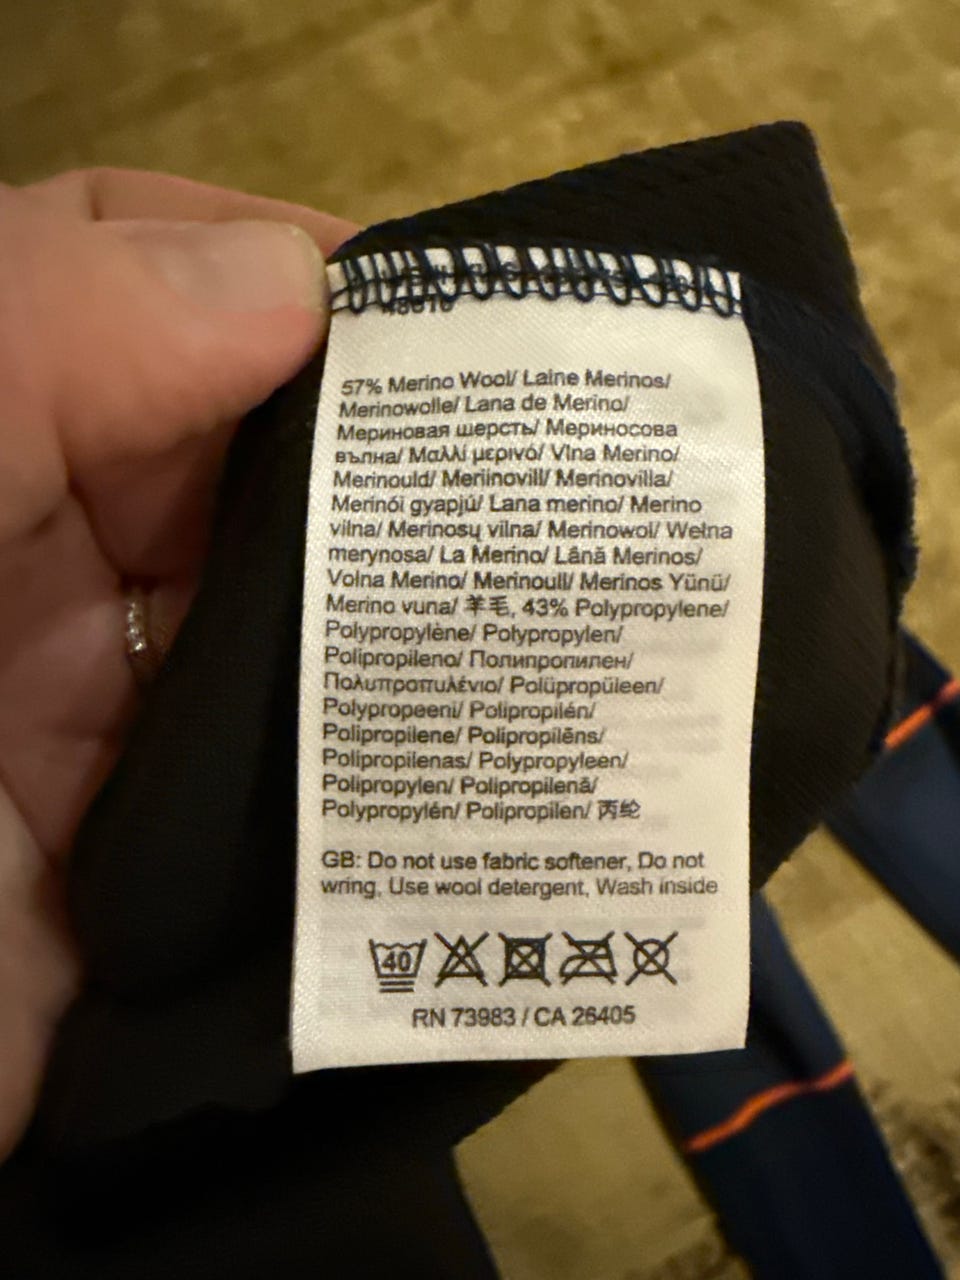 48610
57% Merino Wool/ Laine Merinos/
Merinowolle/ Lana de Merino/
Мериновая шерсть/ Мериносова
вълна/ Μαλλί μερινό/ Vlna Merino/
Merinould/ Meriinovill/ Merinovilla/
Merinói gyapjú/ Lana merino/ Merino
vilna/ Merinosų vilna/ Merinowol/ Wełna
merynosa/ La Merino/ Lână Merinos/
Volna Merino/ Merinoull/ Merinos Yünü/
Merino vuna/ 羊毛, 43% Polypropylene/
Polypropylène/ Polypropylen/
Polipropileno/ Полипропилен/
Πολυπροπυλένιο/ Polüpropüleen/
Polypropeeni/ Polipropilén/
Polipropilene/ Polipropilēns/
Polipropilenas/ Polypropyleen/
Polipropylen/ Polipropilenă/
Polypropylén/ Polipropilen/ 丙纶
GB: Do not use fabric softener, Do not
wring, Use wool detergent, Wash inside
40
RN 73983 / CA 26405